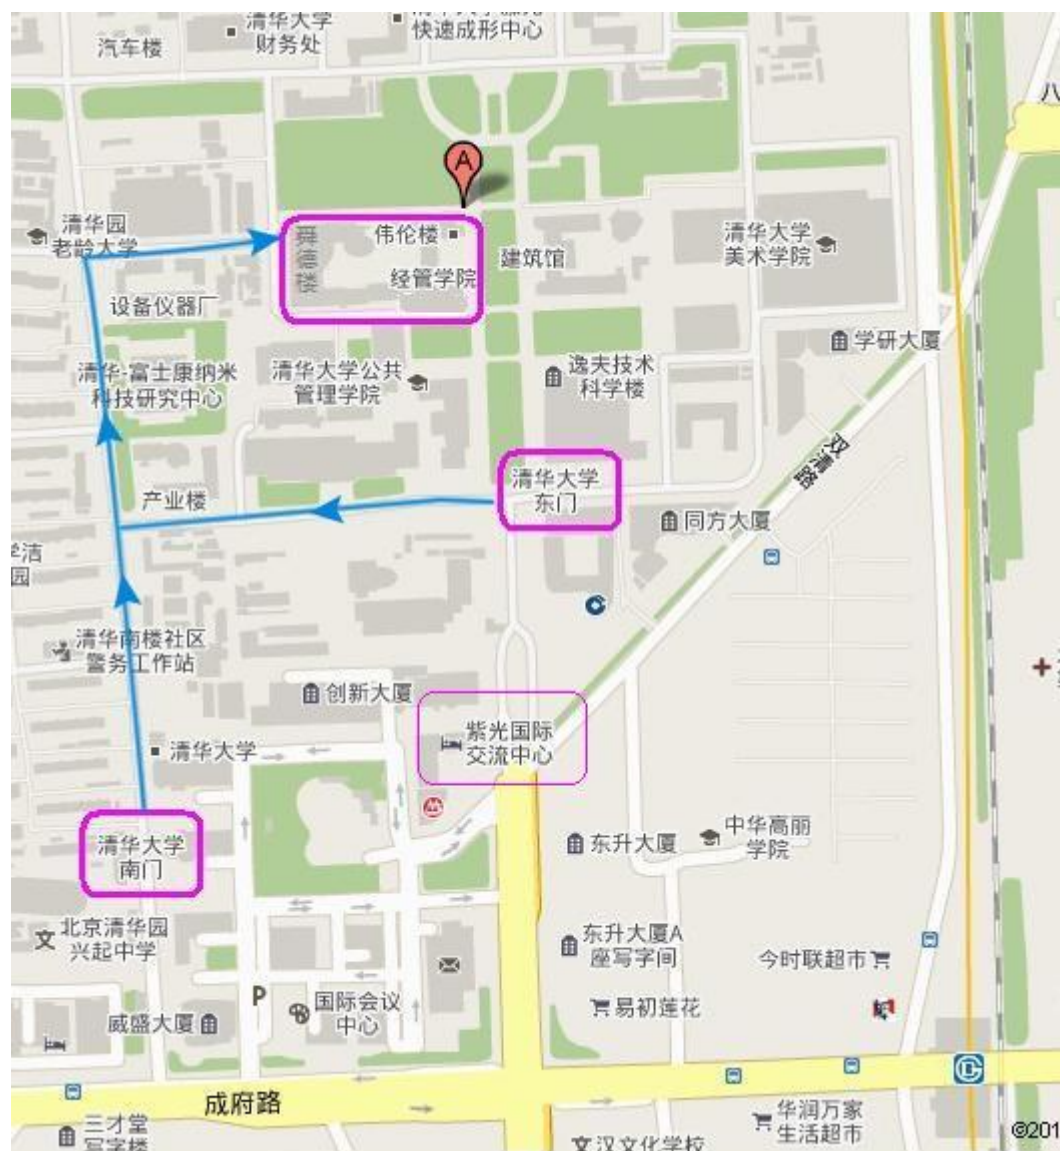 清华大学
财务处
快速成形中心
汽车楼
八
A
清华园
老龄大学
舜德楼
伟伦楼
经管学院
建筑馆
清华大学
美术学院
设备仪器厂
学研大厦
清华-富士康纳米
科技研究中心
清华大学公共
管理学院
逸夫技术
科学楼
双清路
清华大学
东门
产业楼
同方大厦
学洁
园
清华南楼社区
警务工作站
创新大厦
紫光国际
交流中心
清华大学
清华大学
南门
东升大厦
中华高丽
学院
北京清华园
兴起中学
文
东升大厦A
座写字间
今时联超市
P
国际会议
中心
易初莲花
威盛大厦
成府路
三才堂
写字楼
华润万家
生活超市
文汉文化学校
©201